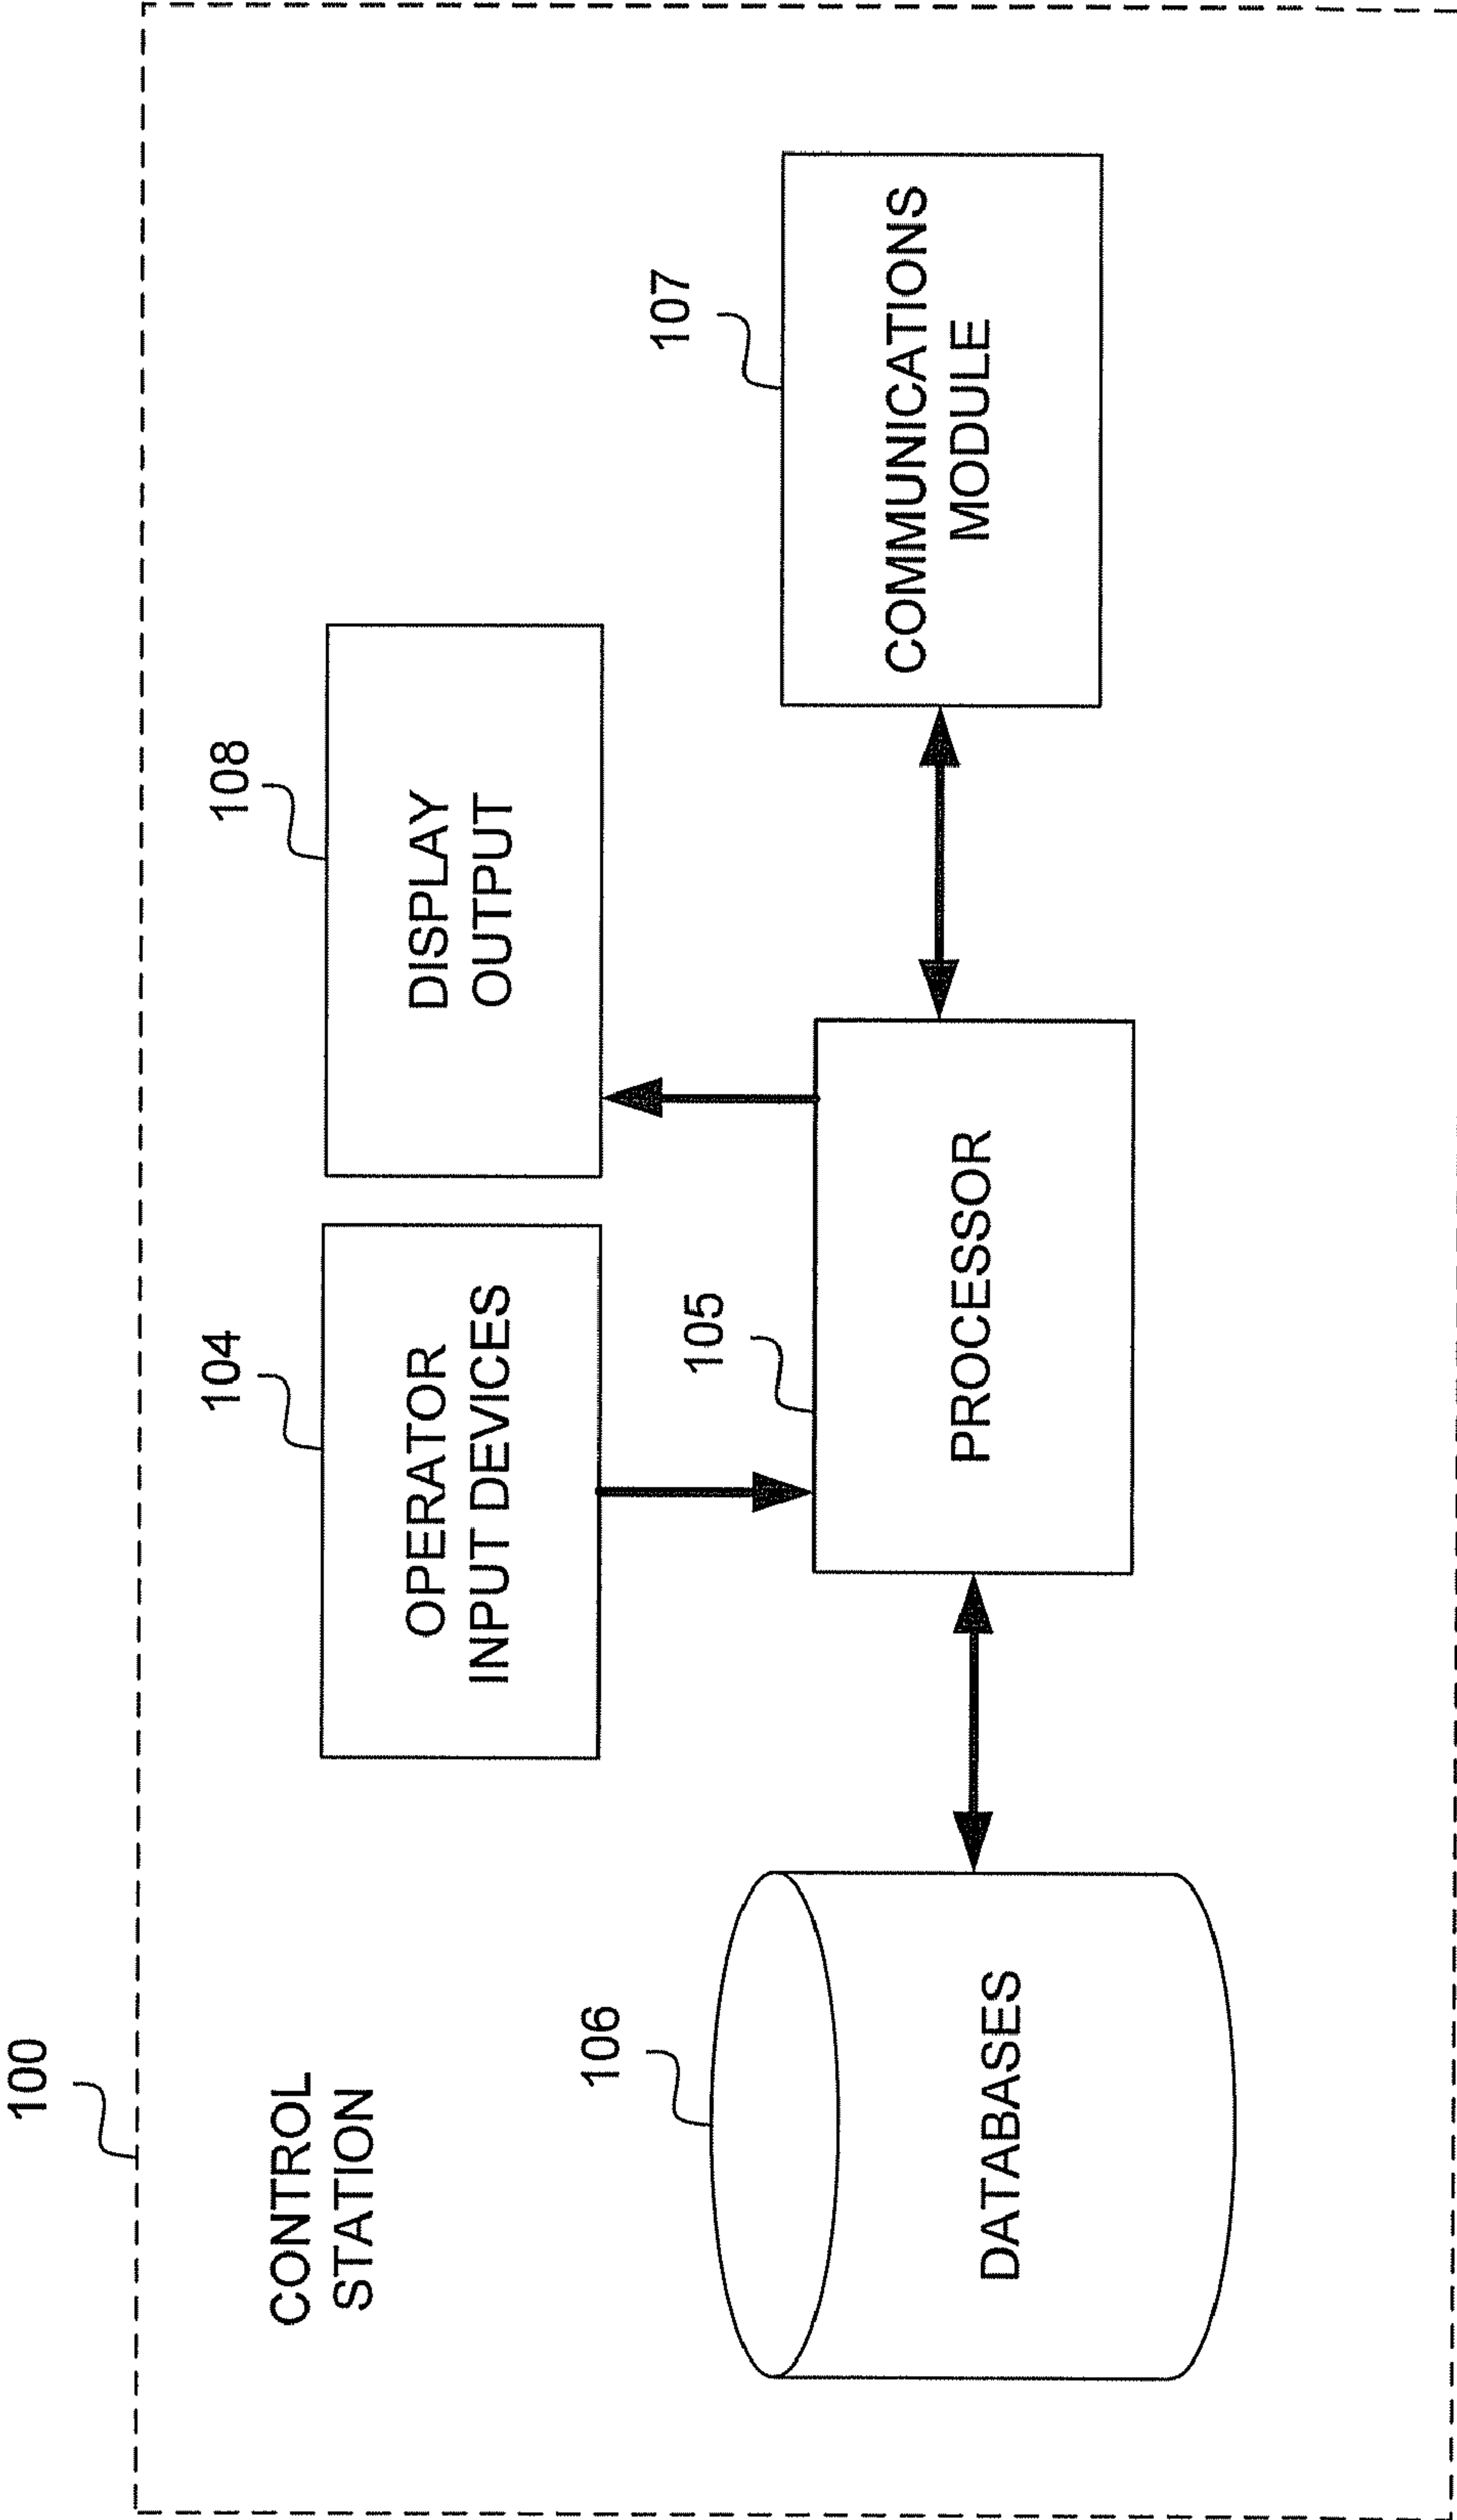 100
CONTROL
STATION
104
OPERATOR
INPUT DEVICES
108
DISPLAY
OUTPUT
106
DATABASES
105
PROCESSOR
107
COMMUNICATIONS
MODULE